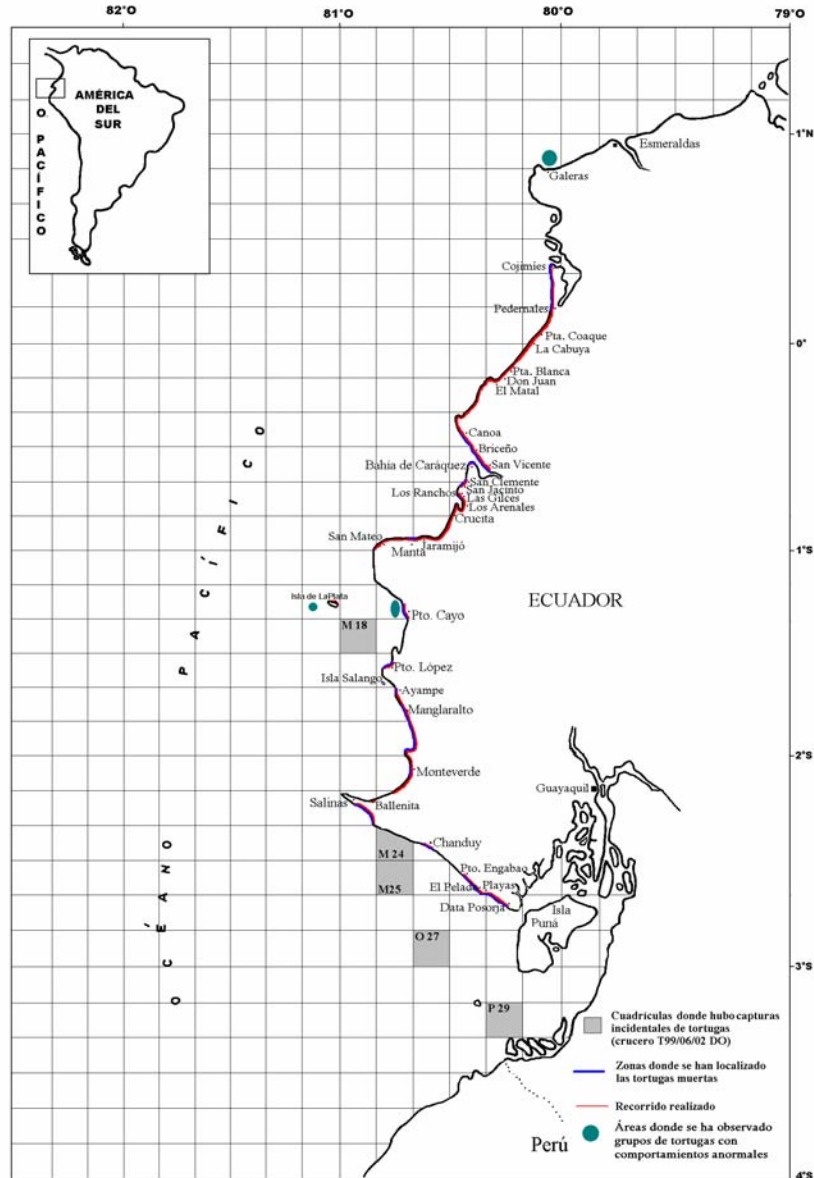 82°O
81°O
80°O
79°O
AMÉRICA
DEL
SUR
O. PACÍFICO
1°N
Esmeraldas
Galeras
Cojimíes
Pedernales
Pta. Coaque
La Cabuya
0°
Pta. Blanca
Don Juan
El Matal
Canoa
Briceño
Bahía de Caráquez
San Vicente
San Clemente
San Jacinto
Los Ranchos
Las Gilces
Los Arenales
Crucita
San Mateo
Manta
Jaramijó
1°S
Isla de LaPlata
ECUADOR
Pto. Cayo
M 18
Pto. López
Isla Salango
Ayampe
Manglaralto
2°S
Monteverde
Guayaquil
Salinas
Ballenita
Chanduy
M 24
Pto. Engabao
M25
El Pelado
Playas
Data Posorja
Isla
Puná
O 27
3°S
P 29
OCÉANO PACÍFICO
Cuadrículas donde hubo capturas
incidentales de tortugas
(crucero T99/06/02 DO)
Zonas donde se han localizado
las tortugas muertas
Recorrido realizado
Áreas donde se ha observado
grupos de tortugas con
comportamientos anormales
Perú
4°S